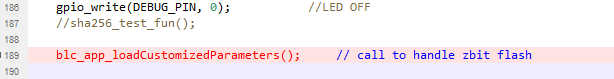 186 gpio_write(DEBUG_PIN, 0); //LED OFF
187 //sha256_test_fun();
188
189 blc_app_loadCustomizedParameters(); // call to handle zbit flash
190